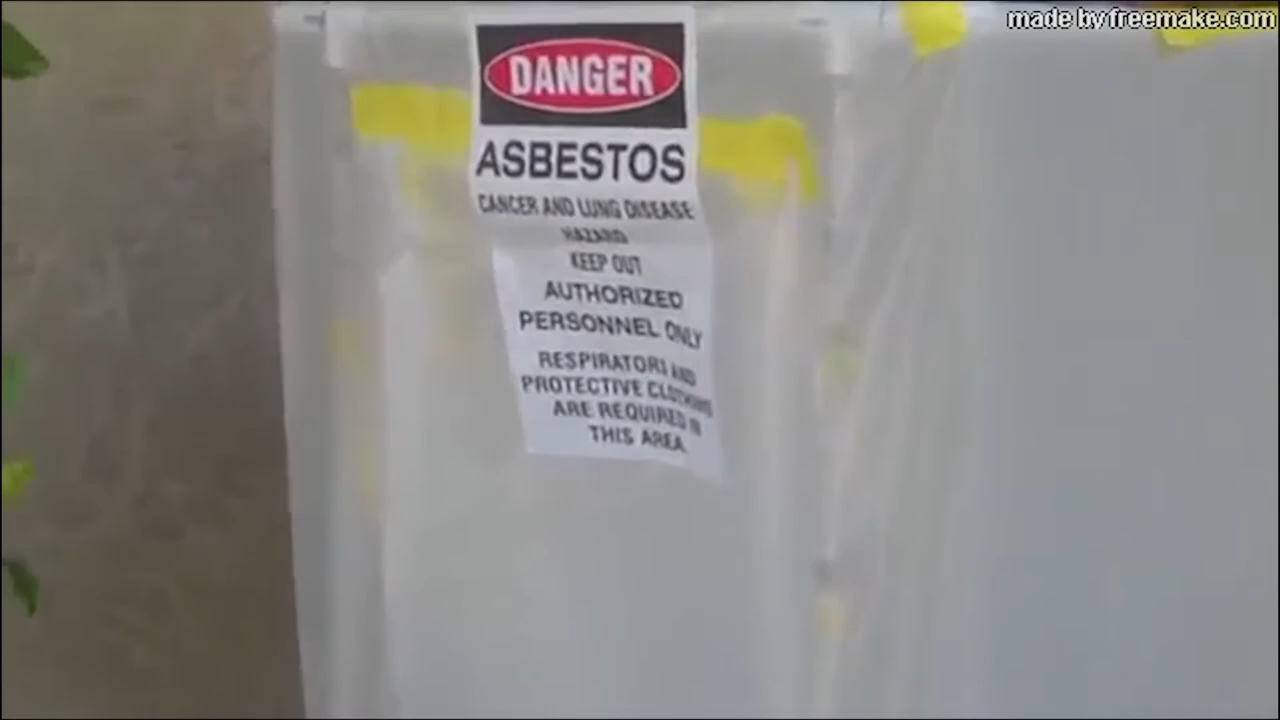 made by freemake.com
DANGER
ASBESTOS
CANCER AND LUNG DISEASE
HAZARD
KEEP OUT
AUTHORIZED
PERSONNEL ONLY
RESPIRATORS AND
PROTECTIVE CLOTHING
ARE REQUIRED IN
THIS AREA